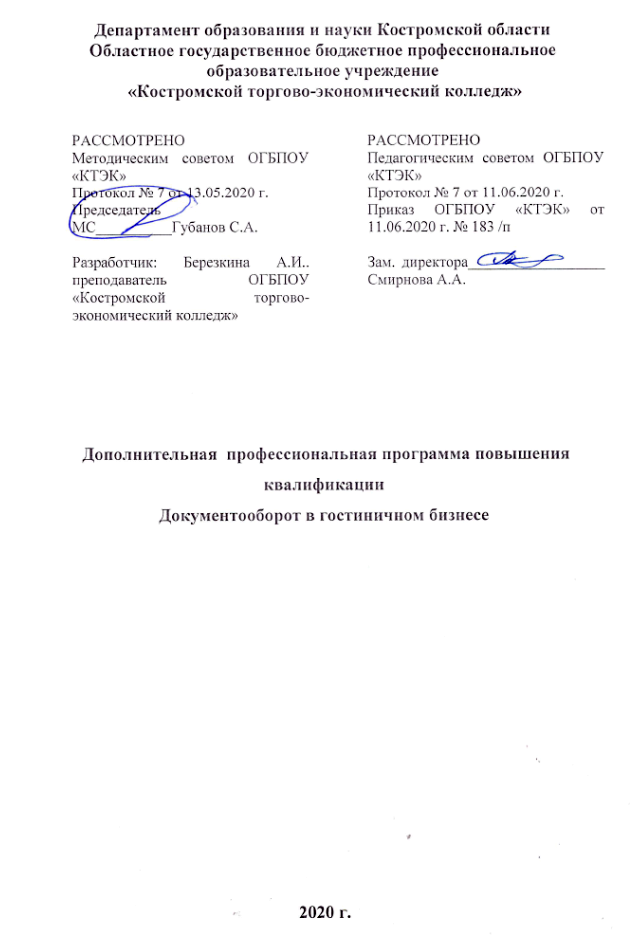 Департамент образования и науки Костромской области
Областное государственное бюджетное профессиональное
образовательное учреждение
«Костромской торгово-экономический колледж»
РАССМОТРЕНО
Методическим советом ОГБПОУ
«КТЭК»
Протокол № 7 от 13.05.2020 г.
Председатель
МС___________Губанов С.А.
Разработчик: Березкина А.И..
преподаватель ОГБПОУ
«Костромской торгово-
экономический колледж»
РАССМОТРЕНО
Педагогическим советом ОГБПОУ
«КТЭК»
Протокол № 7 от 11.06.2020 г.
Приказ ОГБПОУ «КТЭК» от
11.06.2020 г. № 183 /п
Зам. директора___________________
Смирнова А.А.
Дополнительная профессиональная программа повышения
квалификации
Документооборот в гостиничном бизнесе
2020 г.